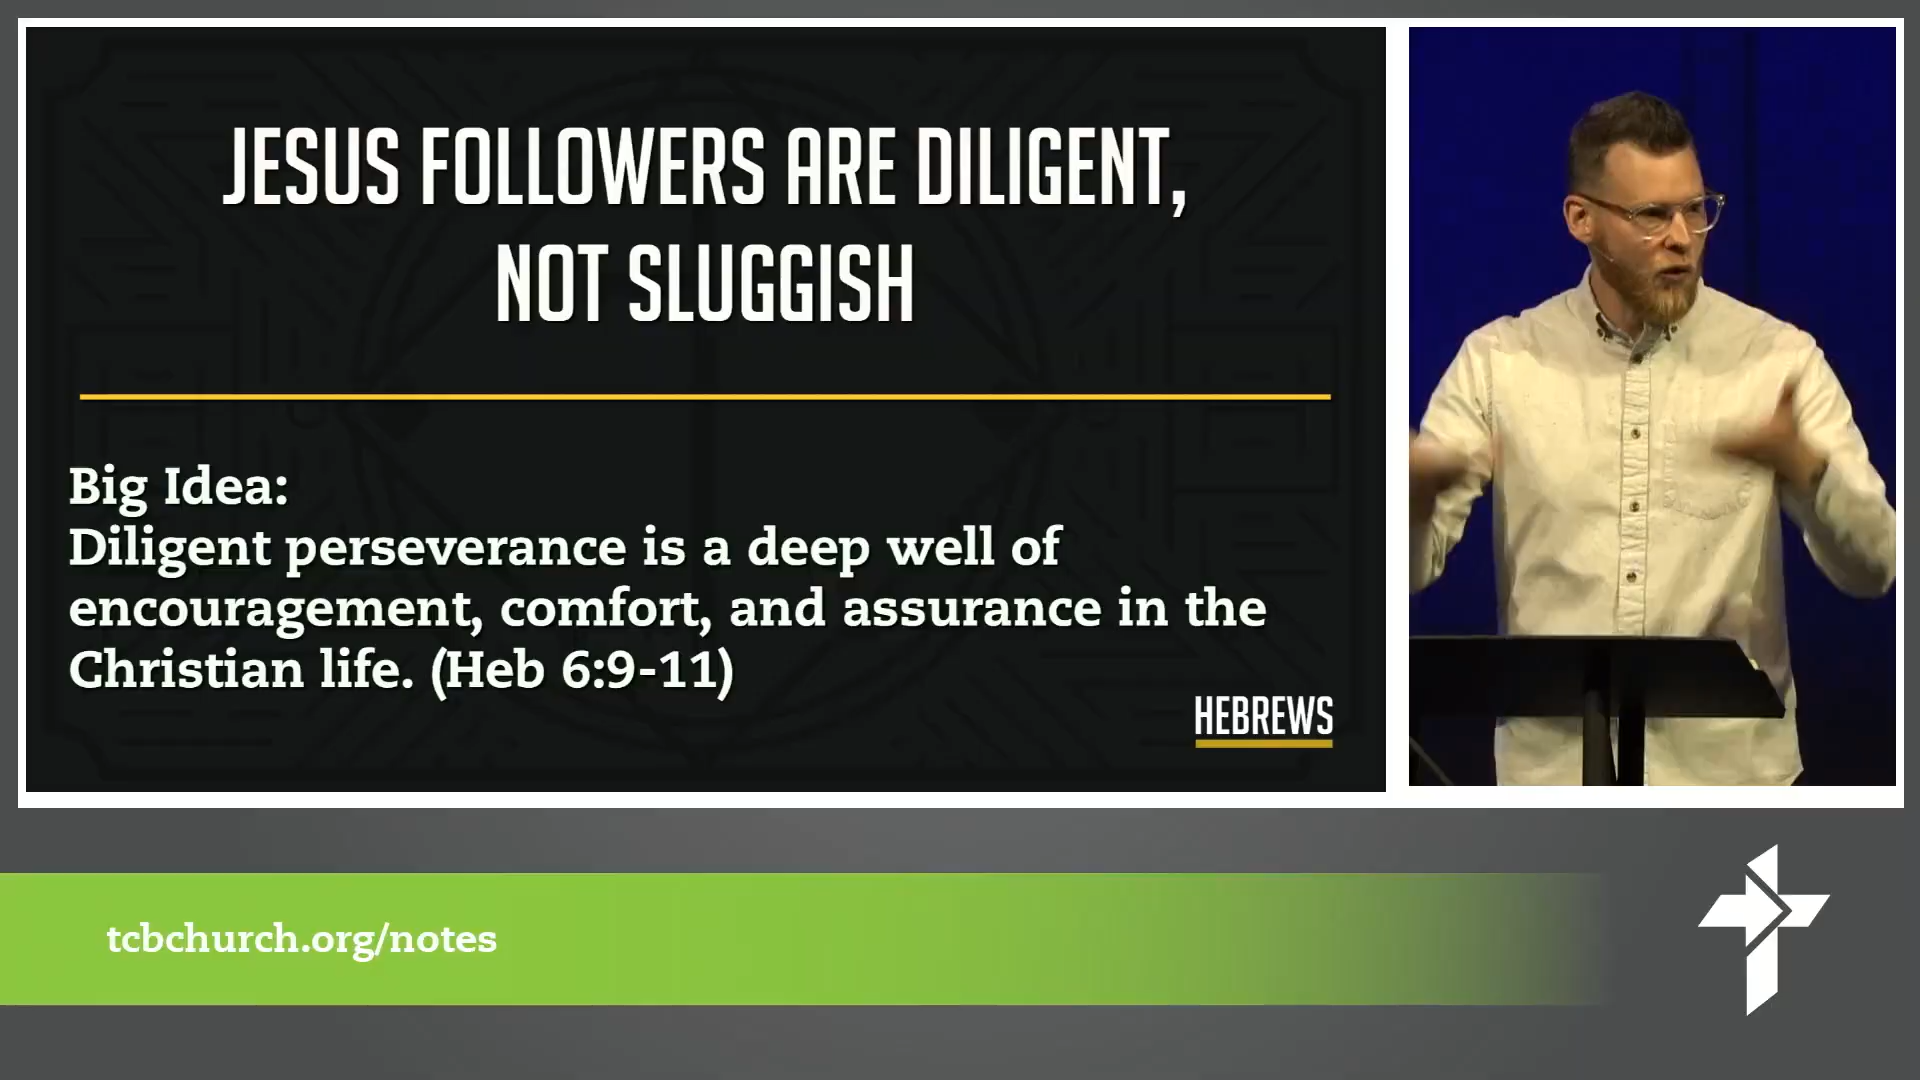 JESUS FOLLOWERS ARE DILIGENT,
NOT SLUGGISH
Big Idea:
Diligent perseverance is a deep well of
encouragement, comfort, and assurance in the
Christian life. (Heb 6:9-11)
HEBREWS
tcbchurch.org/notes